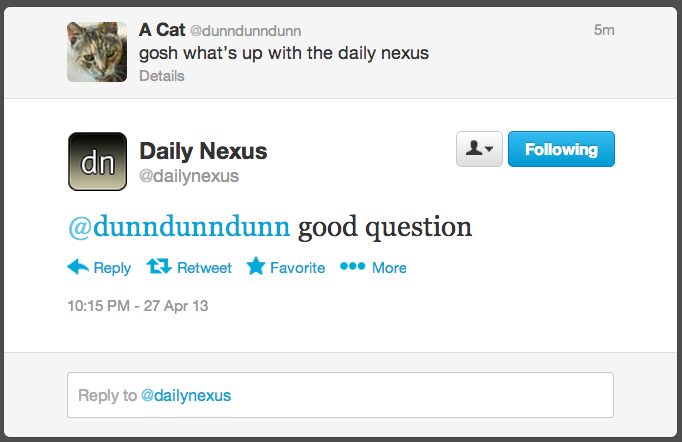 A Cat @dunndunndunn 5m
gosh what's up with the daily nexus
Details
dn
Daily Nexus
@dailynexus
Following
@dunndunndunn good question
Reply Retweet Favorite More
10:15 PM - 27 Apr 13
Reply to @dailynexus